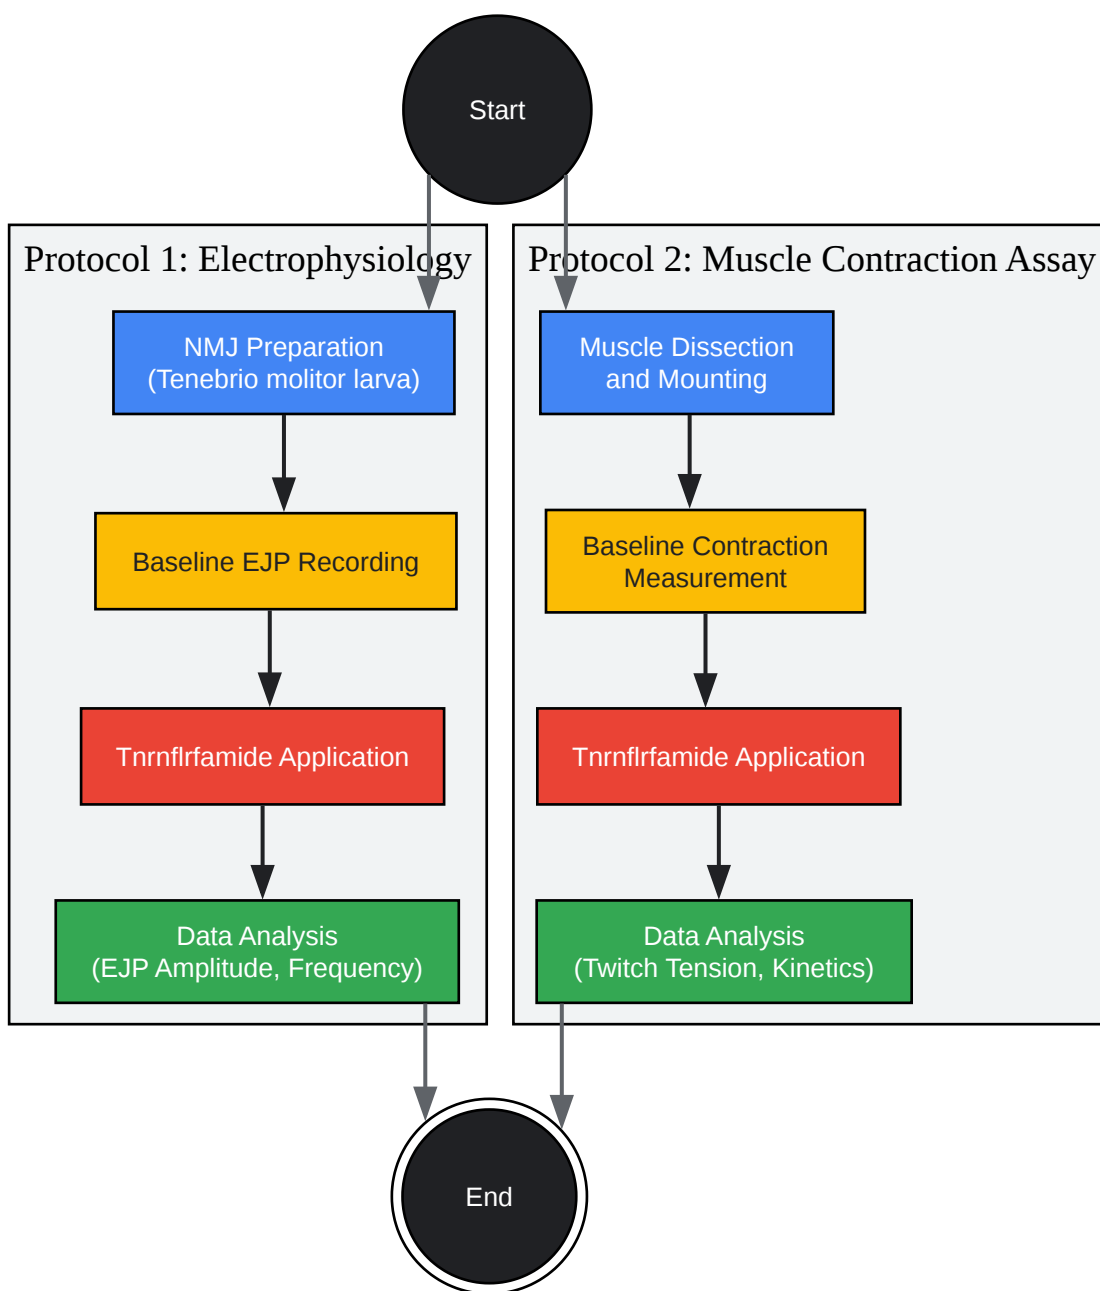 Start
Protocol 1: Electrophysiology
NMJ Preparation
(Tenebrio molitor larva)
Baseline EJP Recording
Tnrnflrfamide Application
Data Analysis
(EJP Amplitude, Frequency)
Protocol 2: Muscle Contraction Assay
Muscle Dissection
and Mounting
Baseline Contraction
Measurement
Tnrnflrfamide Application
Data Analysis
(Twitch Tension, Kinetics)
End